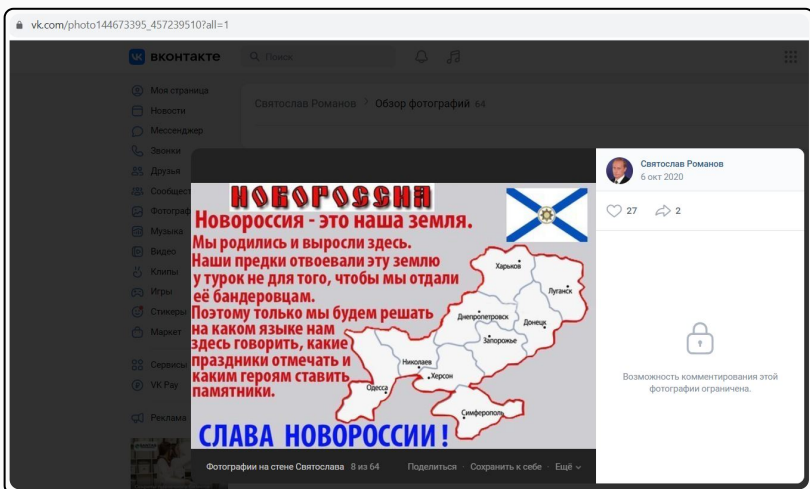 vk.com/photo144673395_457239510?all=1
вконтакте
Поиск
Моя страница
Новости
Мессенджер
Звонки
Друзья
Сообщест
Фотограф
Музыка
Видео
Клипы
Игры
Стикеры
Маркет
Сервисы
VK Pay
Реклама
Святослав Романов > Обзор фотографий 64
НОВОРОССИЯ
Новороссия - это наша земля.
Мы родились и выросли здесь.
Наши предки отвоевали эту землю
у турок не для того, чтобы мы отдали
её бандеровцам.
Поэтому только мы будем решать
на каком языке нам
здесь говорить, какие
праздники отмечать и
каким героям ставить
памятники.
СЛАВА НОВОРОССИИ!
Харьков
Луганск
Днепропетровск
Донецк
Запорожье
Николаев
Херсон
Одесса
Симферополь
Фотографии на стене Святослава 8 из 64
Поделиться · Сохранить к себе · Ещё
Святослав Романов
6 окт 2020
27 2
Возможность комментирования этой
фотографии ограничена.